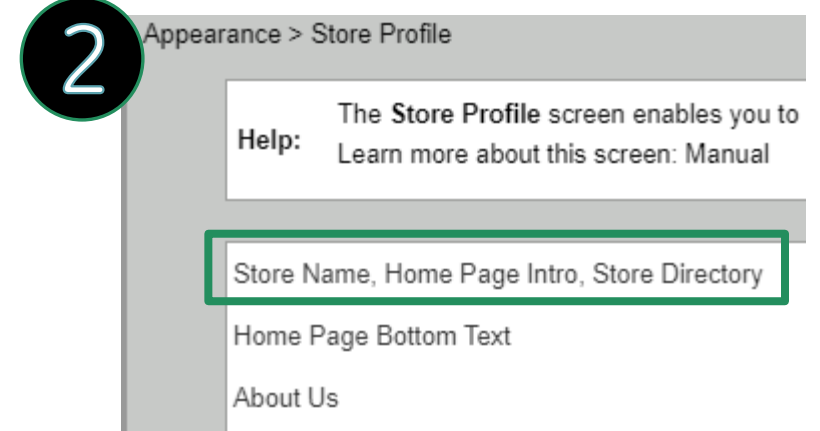 2
Appearance > Store Profile
Help:
The Store Profile screen enables you to
Learn more about this screen: Manual
Store Name, Home Page Intro, Store Directory
Home Page Bottom Text
About Us